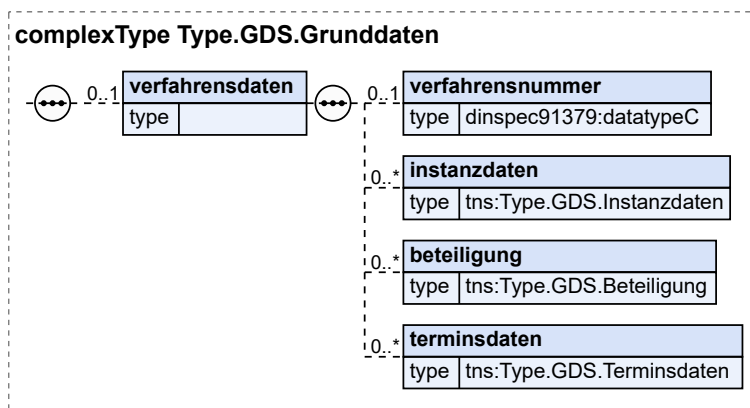 complexType Type.GDS.Grunddaten
0..1 verfahrensdaten
type
0..1 verfahrensnummer
type dinspec91379:datatypeC
0..* instanzdaten
type tns:Type.GDS.Instanzdaten
0..* beteiligung
type tns:Type.GDS.Beteiligung
0..* terminsdaten
type tns:Type.GDS.Terminsdaten